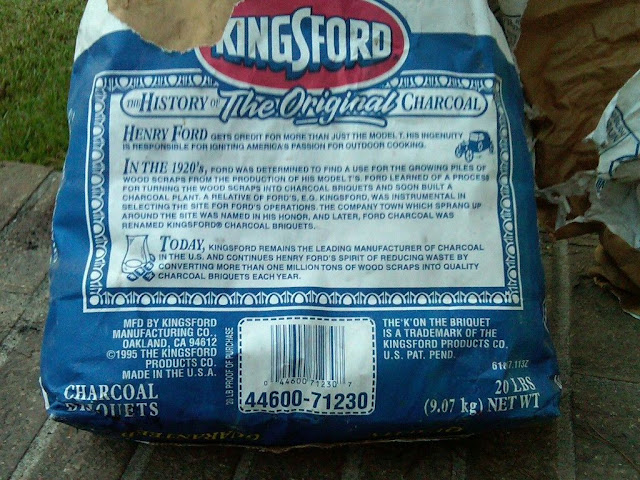 KINGSFORD
THE HISTORY OF The Original CHARCOAL
HENRY FORD GETS CREDIT FOR MORE THAN JUST THE MODEL T. HIS INGENUITY
IS RESPONSIBLE FOR IGNITING AMERICA'S PASSION FOR OUTDOOR COOKING.
IN THE 1920's, FORD WAS DETERMINED TO FIND A USE FOR THE GROWING PILES OF
WOOD SCRAPS FROM THE PRODUCTION OF HIS MODEL T'S. FORD LEARNED OF A PROCESS
FOR TURNING THE WOOD SCRAPS INTO CHARCOAL BRIQUETS AND SOON BUILT A
CHARCOAL PLANT. A RELATIVE OF FORD'S, E.G. KINGSFORD, WAS INSTRUMENTAL IN
SELECTING THE SITE FOR FORD'S OPERATIONS. THE COMPANY TOWN WHICH SPRANG UP
AROUND THE SITE WAS NAMED IN HIS HONOR, AND LATER, FORD CHARCOAL WAS
RENAMED KINGSFORD® CHARCOAL BRIQUETS.
TODAY, KINGSFORD REMAINS THE LEADING MANUFACTURER OF CHARCOAL
IN THE U.S. AND CONTINUES HENRY FORD'S SPIRIT OF REDUCING WASTE BY
CONVERTING MORE THAN ONE MILLION TONS OF WOOD SCRAPS INTO QUALITY
CHARCOAL BRIQUETS EACH YEAR.
MFD BY KINGSFORD
MANUFACTURING CO.,
OAKLAND, CA 94612
©1995 THE KINGSFORD
PRODUCTS CO.
MADE IN THE U.S.A.
CHARCOAL
BRIQUETS
20 LB PROOF OF PURCHASE
0 44600 71230 7
44600-71230
THE "K" ON THE BRIQUET
IS A TRADEMARK OF THE
KINGSFORD PRODUCTS CO.
U.S. PAT. PEND.
20 LBS
(9.07 kg) NET WT
GUARANTEED